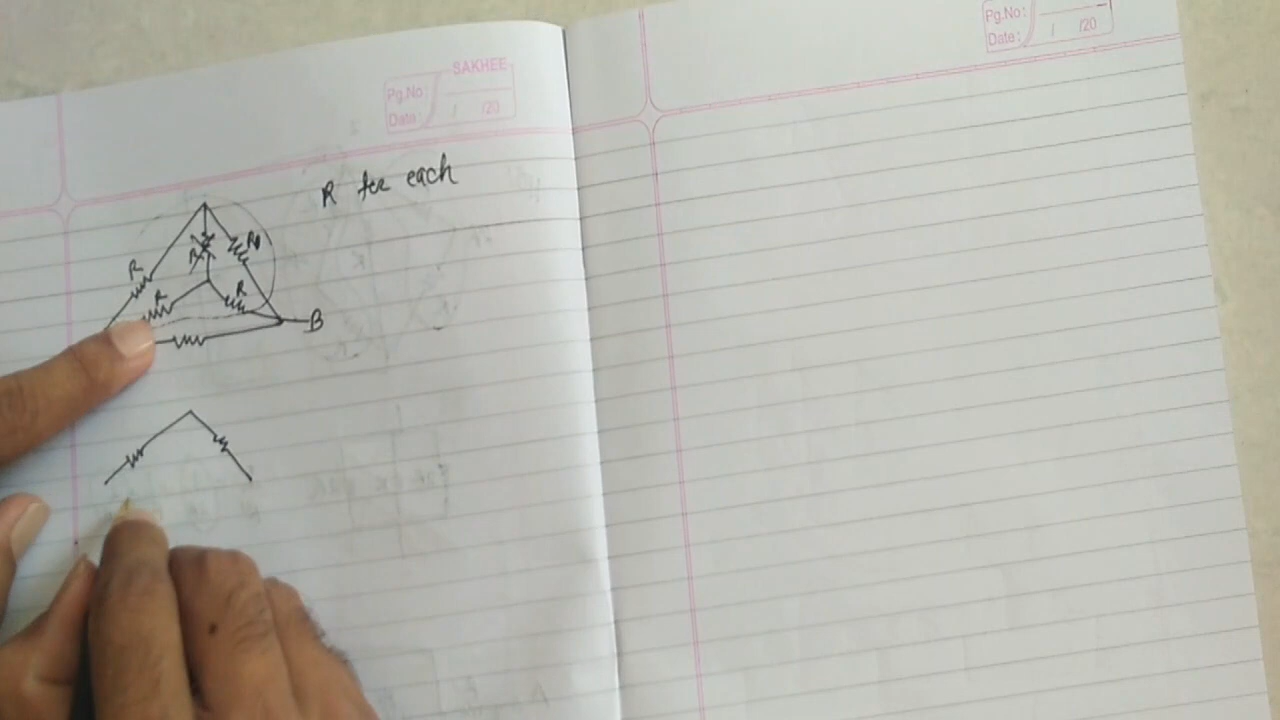 Pg.No:
Date: / /20
SAKHEE
Pg.No:
Date: / /20
R for each
R
R
R
R
R
B